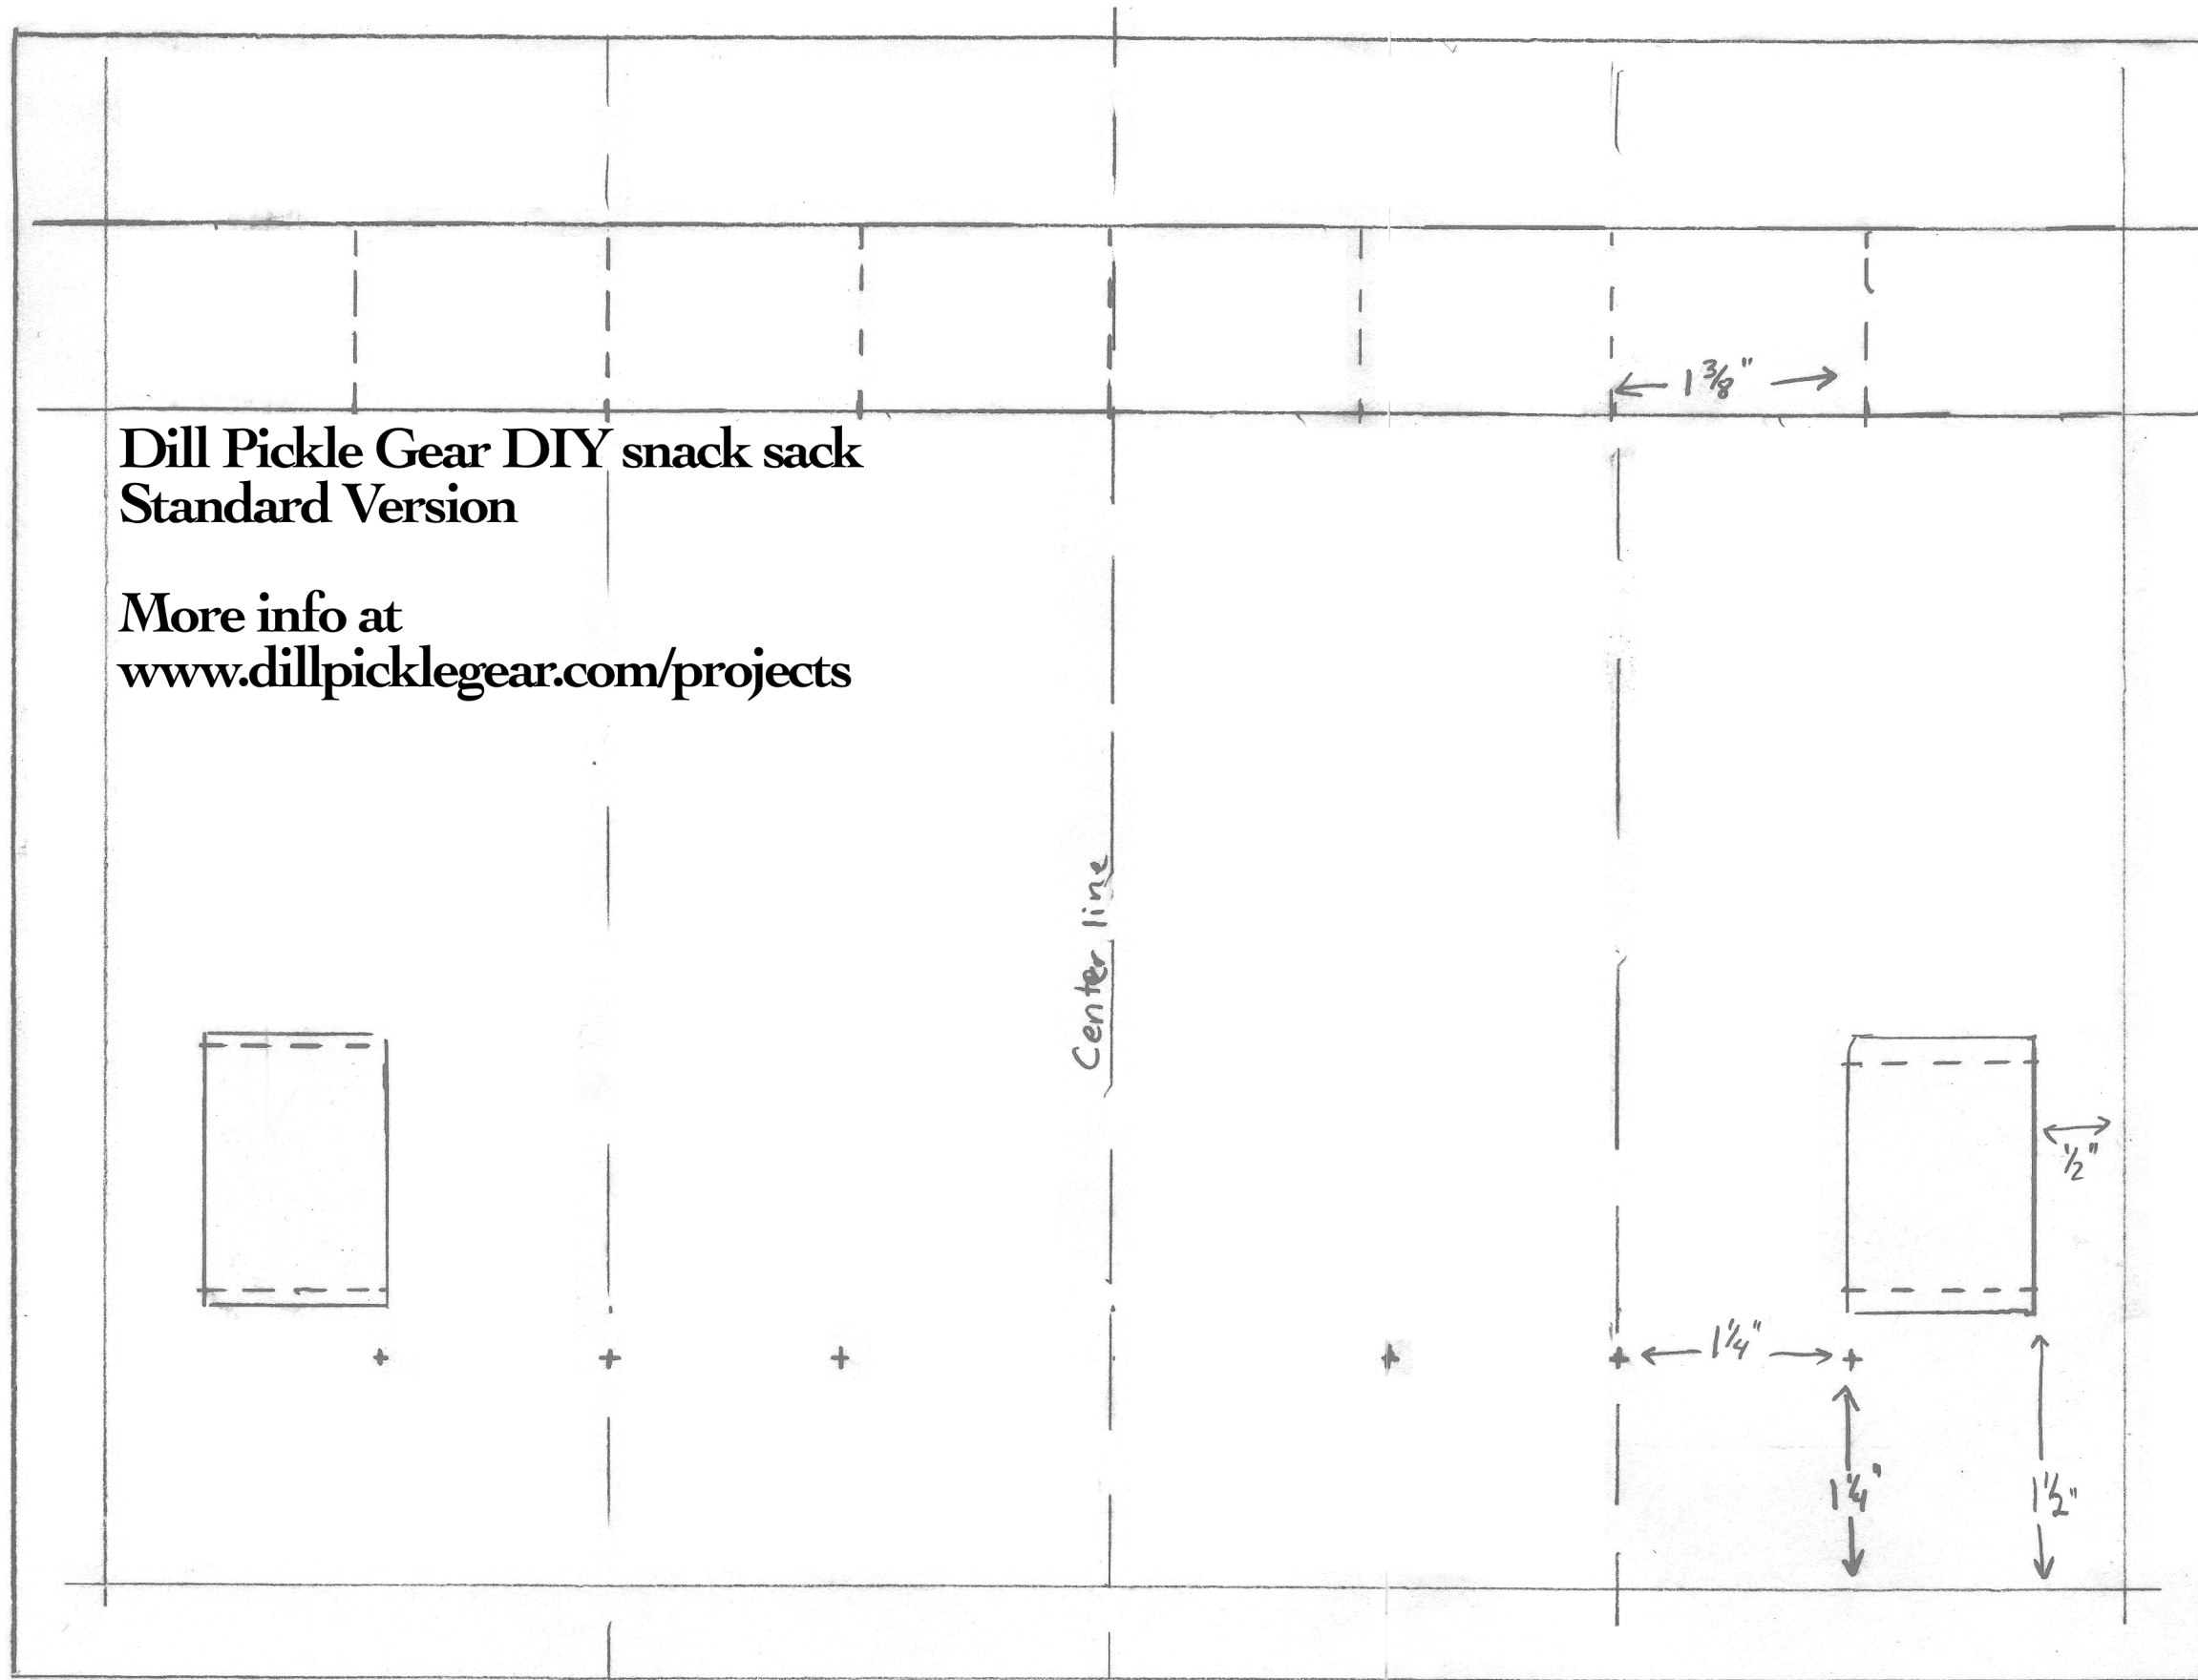 1 3/8"
Dill Pickle Gear DIY snack sack
Standard Version
More info at
www.dillpicklegear.com/projects
Center line
1/2"
1 1/4"
1 1/4"
1 1/2"